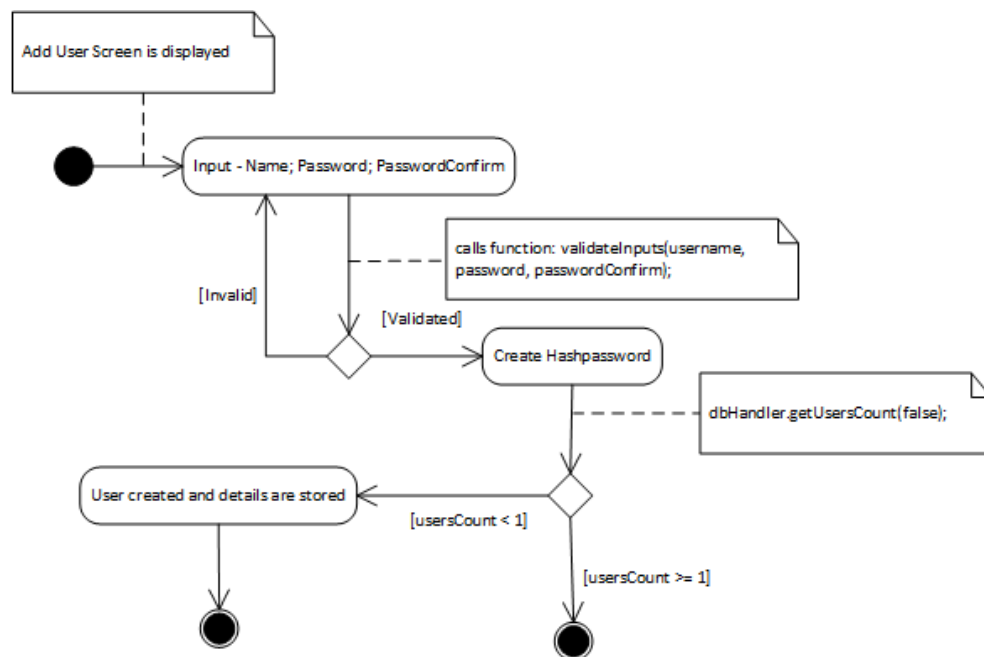 Add User Screen is displayed
Input - Name; Password; PasswordConfirm
calls function: validateInputs(username,
password, passwordConfirm);
[Invalid]
[Validated]
Create Hashpassword
dbHandler.getUsersCount(false);
User created and details are stored
[usersCount < 1]
[usersCount >= 1]